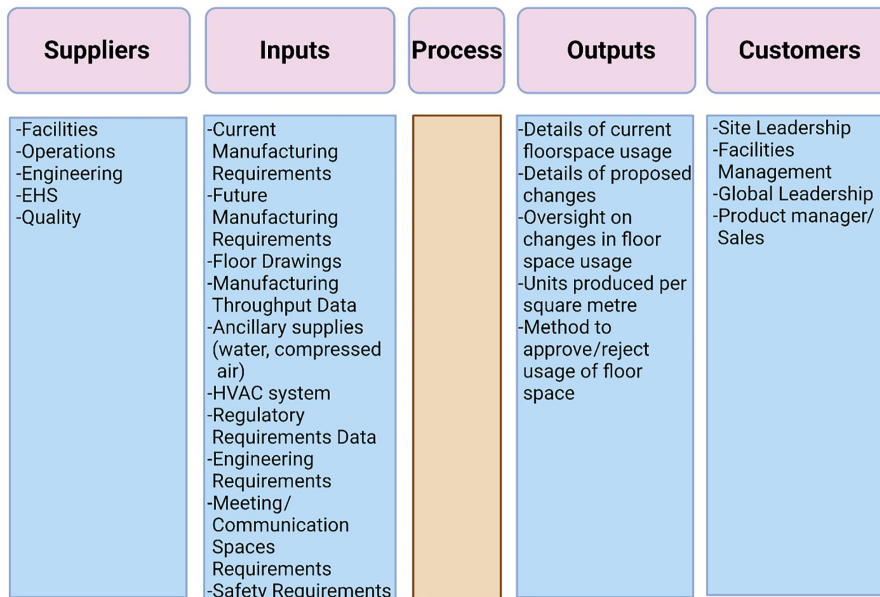 Suppliers
Inputs
Process
Outputs
Customers
-Facilities
-Operations
-Engineering
-EHS
-Quality
-Current
Manufacturing
Requirements
-Future
Manufacturing
Requirements
-Floor Drawings
-Manufacturing
Throughput Data
-Ancillary supplies
(water, compressed
air)
-HVAC system
-Regulatory
Requirements Data
-Engineering
Requirements
-Meeting/
Communication
Spaces
Requirements
-Safety Requirements
-Details of current
floorspace usage
-Details of proposed
changes
-Oversight on
changes in floor
space usage
-Units produced per
square metre
-Method to
approve/reject
usage of floor
space
-Site Leadership
-Facilities
Management
-Global Leadership
-Product manager/
Sales